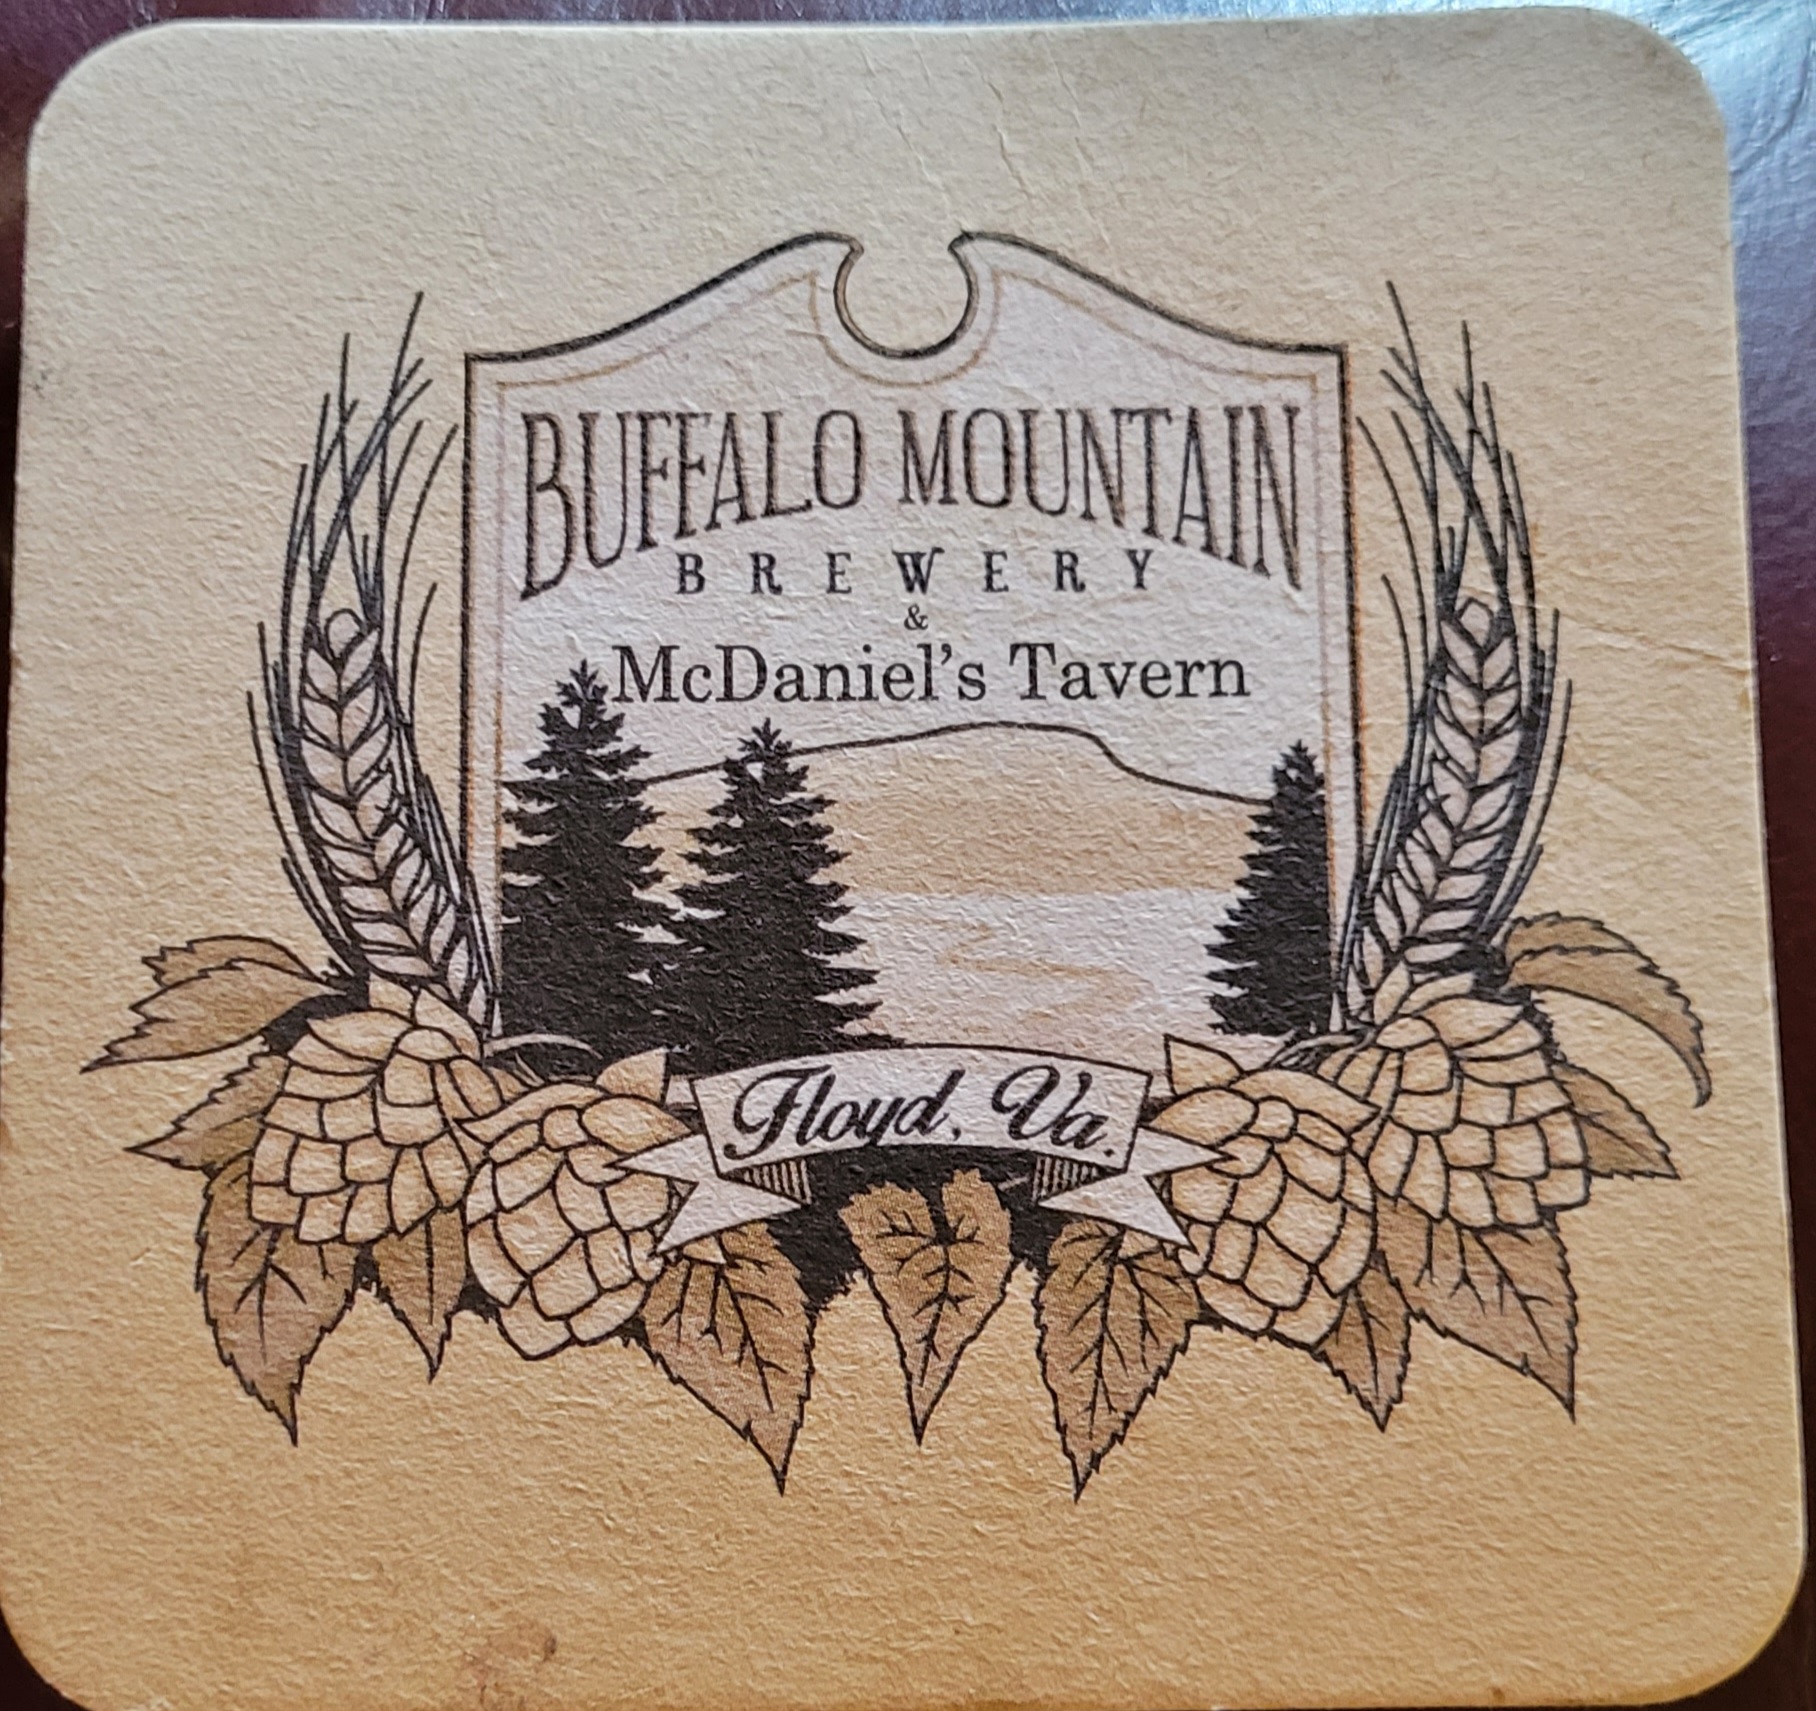 BUFFALO MOUNTAIN
BREWERY
&
McDaniel's Tavern
Floyd, Va.